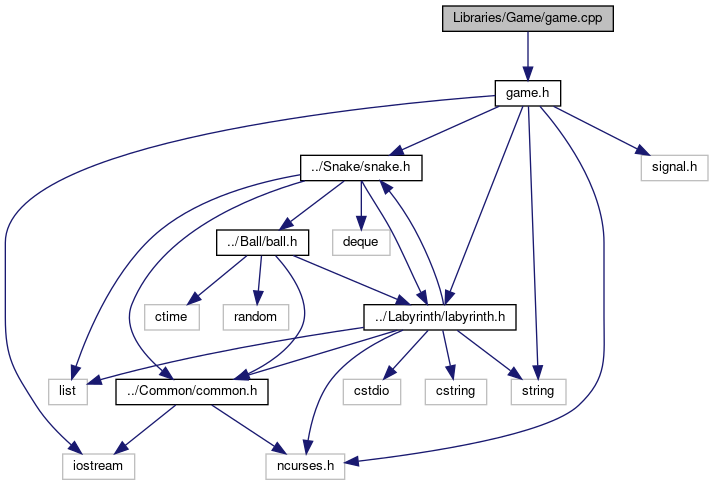 Libraries/Game/game.cpp
game.h
../Snake/snake.h
signal.h
../Ball/ball.h
deque
ctime
random
../Labyrinth/labyrinth.h
list
../Common/common.h
cstdio
cstring
string
iostream
ncurses.h